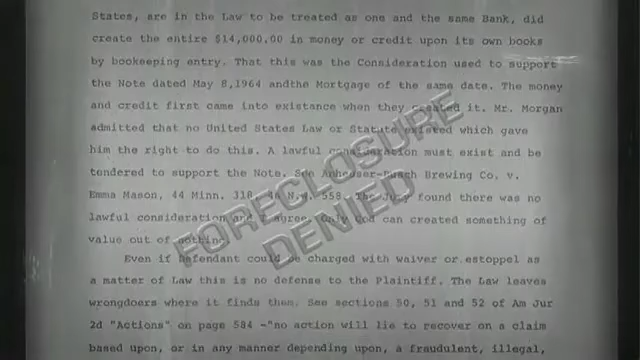 States, are in the Law to be treated as one and the same Bank, did
create the entire $14,000.00 in money or credit upon its own books
by bookeeping entry. That this was the Consideration used to support
the Note dated May 8,1964 andthe Mortgage of the same date. The money
and credit first came into existance when they created it. Mr. Morgan
admitted that no United States Law or Statute existed which gave
him the right to do this. A lawful consideration must exist and be
tendered to support the Note. See Anheuser-Busch Brewing Co. v.
Emma Mason, 44 Minn. 318, 46 N.W. 558. The Jury found there was no
lawful consideration and I agree. Only God can created something of
value out of nothing.
Even if Defendant could be charged with waiver or estoppel as
a matter of Law this is no defense to the Plaintiff. The Law leaves
wrongdoers where it finds them. See sections 50, 51 and 52 of Am Jur
2d "Actions" on page 584 -"no action will lie to recover on a claim
based upon, or in any manner depending upon, a fraudulent, illegal,
FORECLOSURE
DENIED